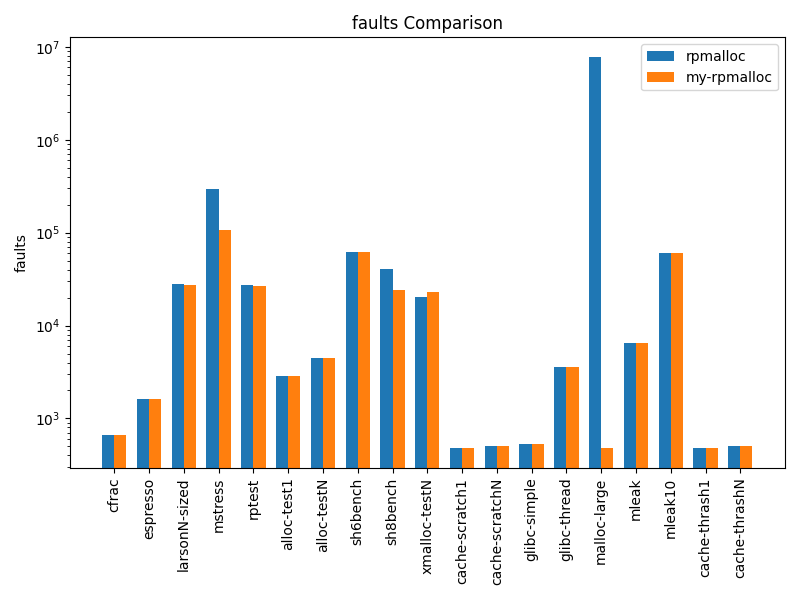 faults Comparison
rpmalloc
my-rpmalloc
faults
10^7
10^6
10^5
10^4
10^3
cfrac
espresso
larsonN-sized
mstress
rptest
alloc-test1
alloc-testN
sh6bench
sh8bench
xmalloc-testN
cache-scratch1
cache-scratchN
glibc-simple
glibc-thread
malloc-large
mleak
mleak10
cache-thrash1
cache-thrashN